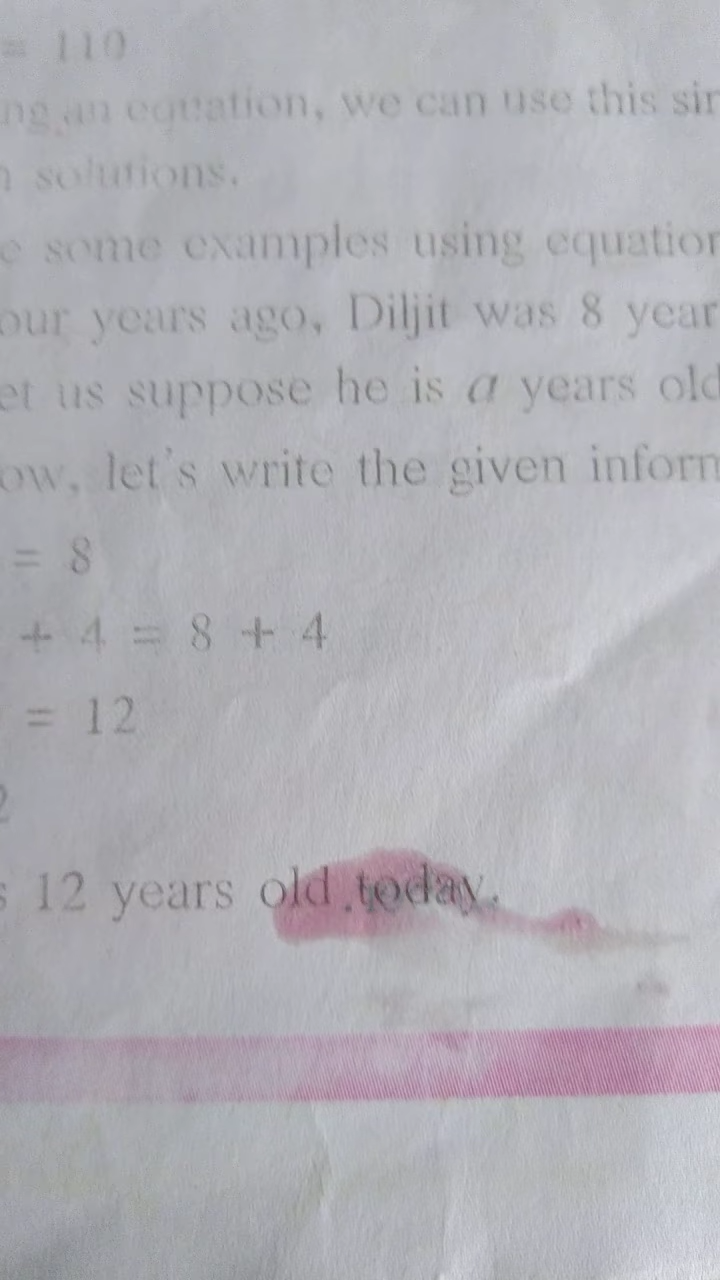 = 110
ng an equation, we can use this sir
n solutions.
e some examples using equation
our years ago, Diljit was 8 year
et us suppose he is a years old
ow, let's write the given inform
= 8
+ 4 = 8 + 4
= 12
2
s 12 years old today.